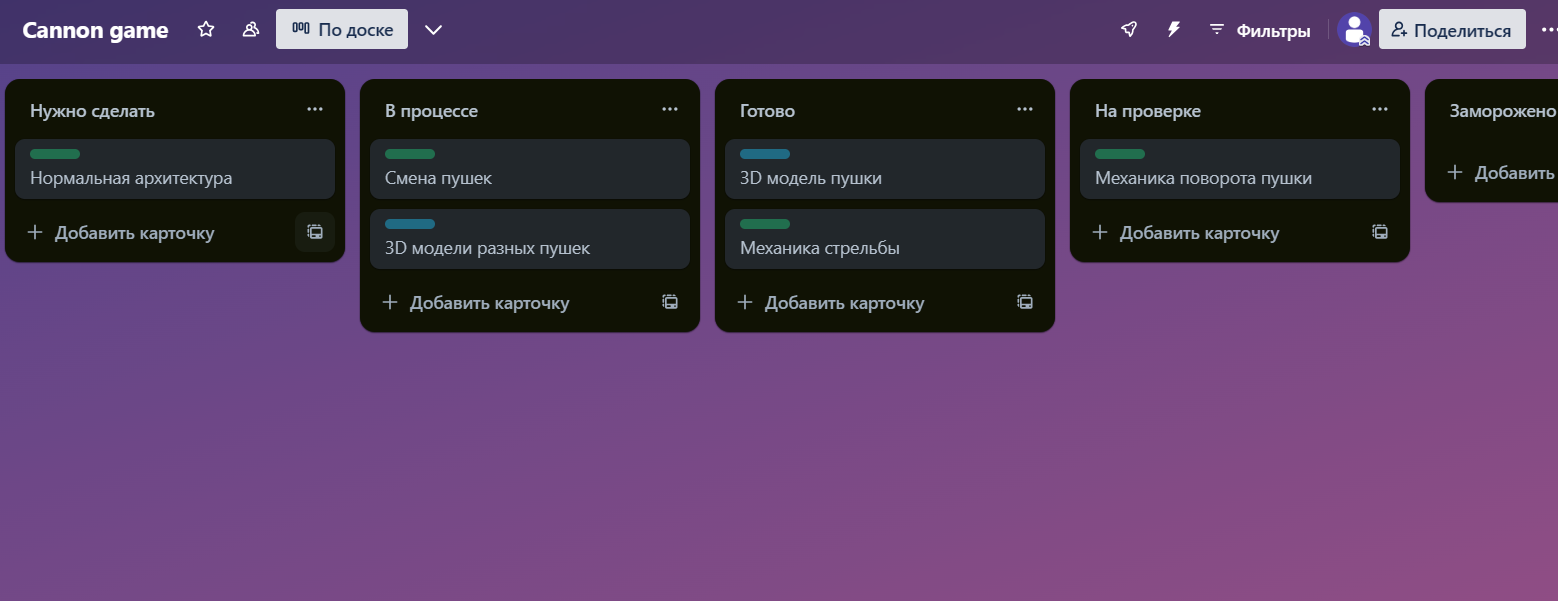 Cannon game
По доске
Фильтры
Поделиться
Нужно сделать
Нормальная архитектура
Добавить карточку
В процессе
Смена пушек
3D модели разных пушек
Добавить карточку
Готово
3D модель пушки
Механика стрельбы
Добавить карточку
На проверке
Механика поворота пушки
Добавить карточку
Заморожено
Добавить